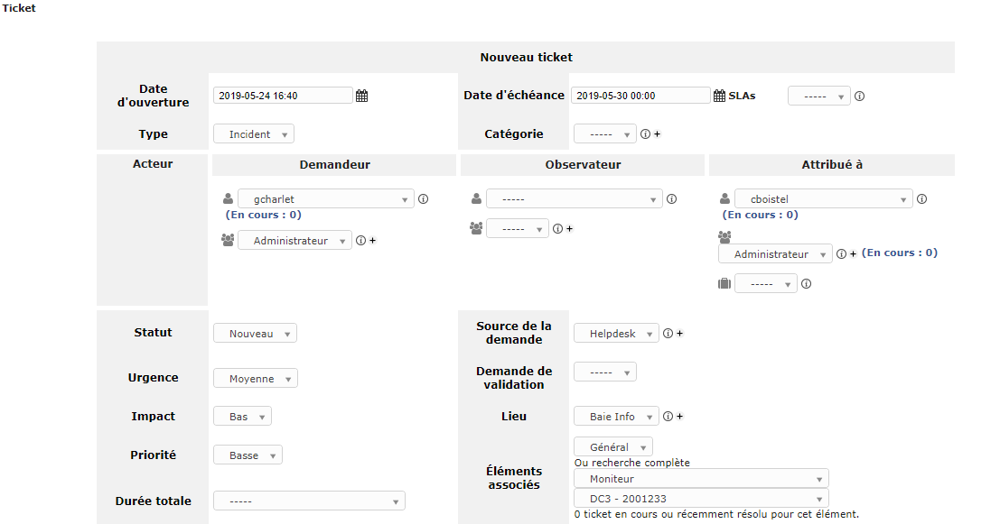 Ticket
Nouveau ticket
Date d'ouverture
2019-05-24 16:40
Date d'échéance
2019-05-30 00:00
SLAs
-----
Type
Incident
Catégorie
-----
+
Acteur
Demandeur
Observateur
Attribué à
gcharlet
(En cours : 0)
Administrateur
+
-----
-----
+
cboistel
(En cours : 0)
Administrateur
+ (En cours : 0)
-----
Statut
Nouveau
Source de la demande
Helpdesk
+
Urgence
Moyenne
Demande de validation
-----
Impact
Bas
Lieu
Baie Info
+
Priorité
Basse
Éléments associés
Général
Ou recherche complète
Moniteur
DC3 - 2001233
0 ticket en cours ou récemment résolu pour cet élément.
Durée totale
-----